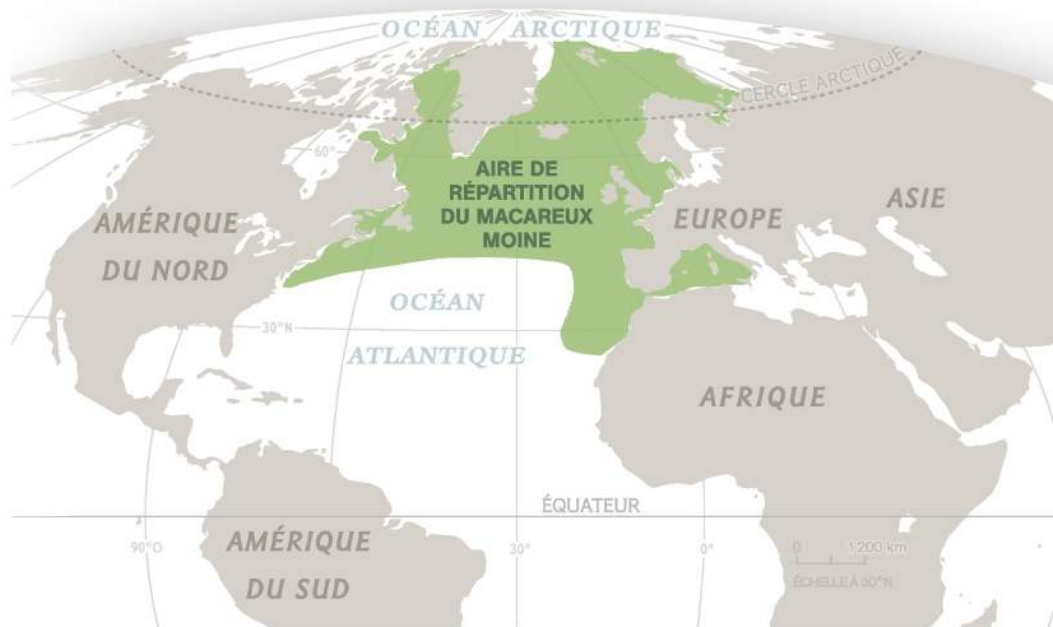 OCÉAN ARCTIQUE
CERCLE ARCTIQUE
60°
AIRE DE
RÉPARTITION
DU MACAREUX
MOINE
AMÉRIQUE
DU NORD
EUROPE
ASIE
OCÉAN
30°N
ATLANTIQUE
AFRIQUE
ÉQUATEUR
AMÉRIQUE
DU SUD
90°O
30°
0°
0 1 200 km
ÉCHELLE À 30°N